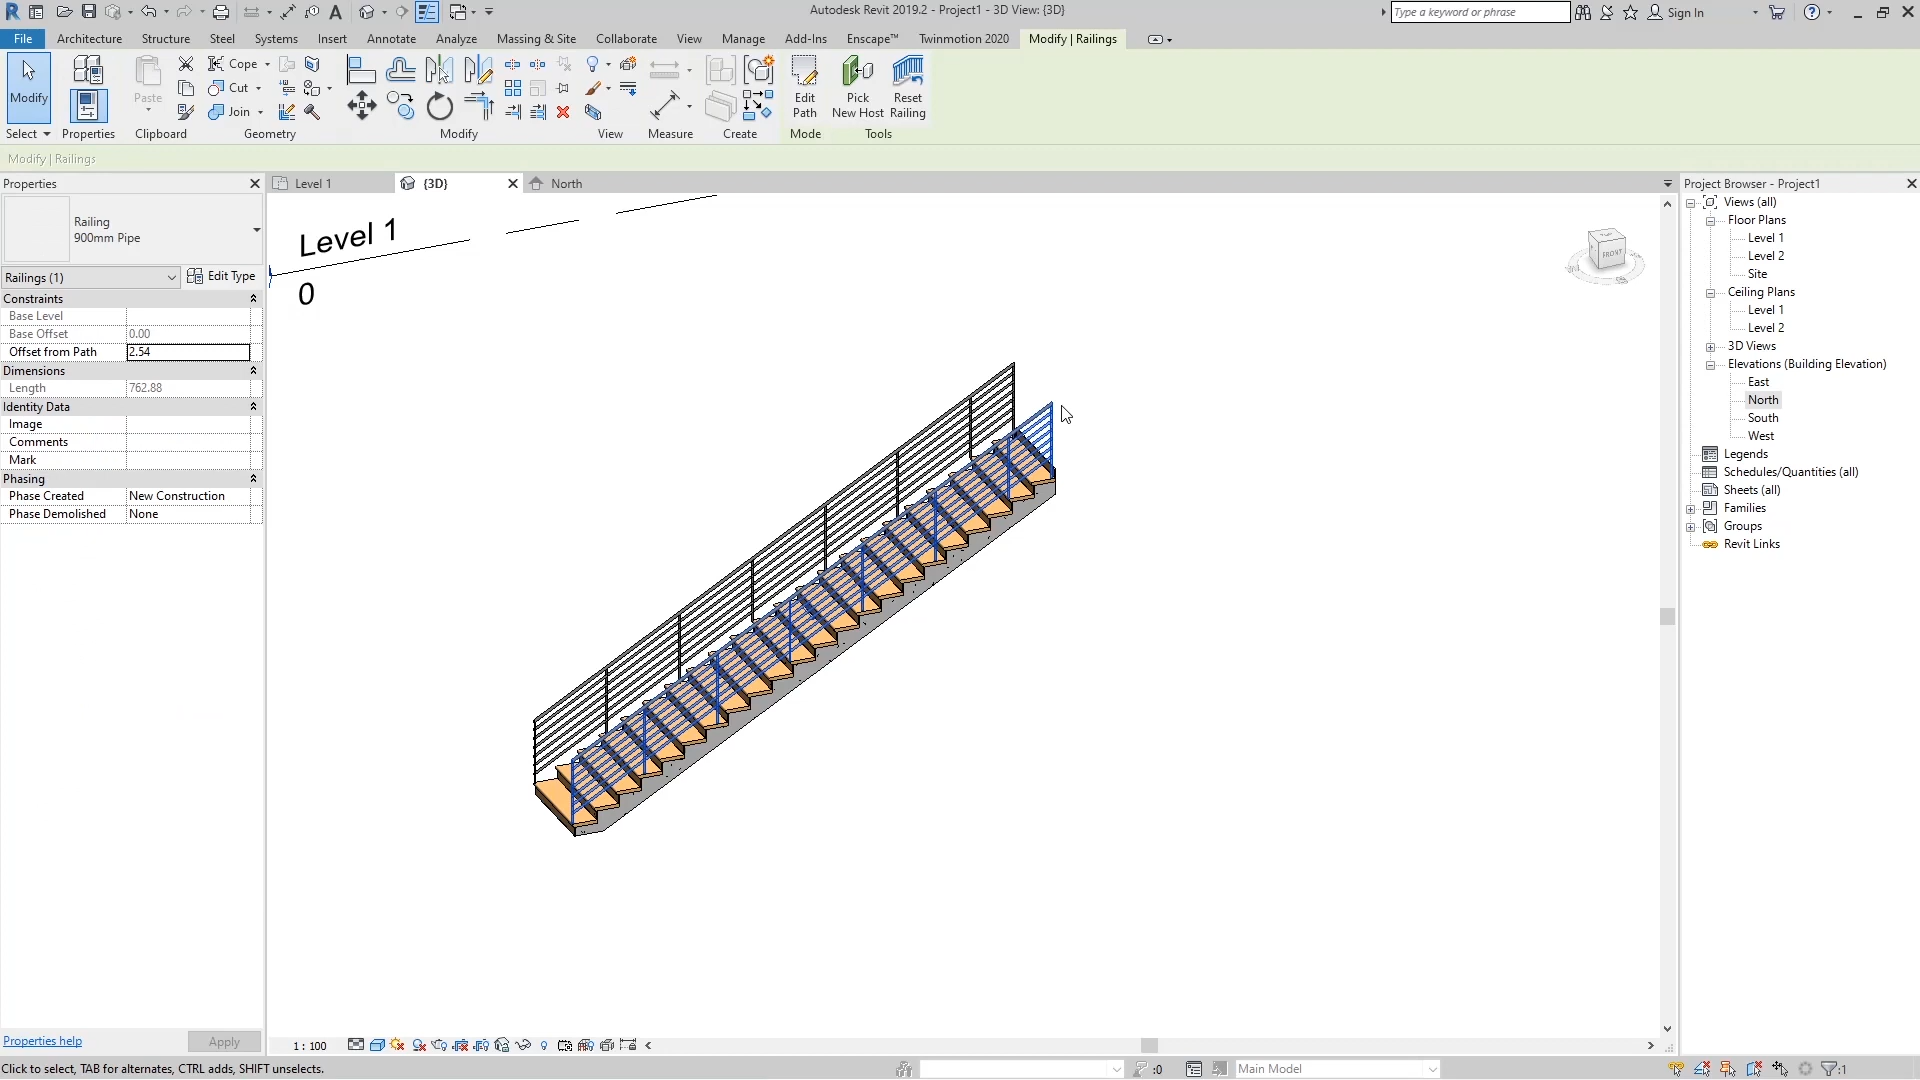 Autodesk Revit 2019.2 - Project1 - 3D View: {3D}
Type a keyword or phrase
Sign In
File Architecture Structure Steel Systems Insert Annotate Analyze Massing & Site Collaborate View Manage Add-Ins Enscape™ Twinmotion 2020 Modify | Railings
Modify
Paste
Cope
Cut
Join
Edit Path
Pick New Host
Reset Railing
Select Properties Clipboard Geometry Modify View Measure Create Mode Tools
Modify | Railings
Properties
Level 1
{3D}
North
Project Browser - Project1
Railing
900mm Pipe
Railings (1)
Edit Type
Constraints
Base Level
Base Offset 0.00
Offset from Path 2.54
Dimensions
Length 762.88
Identity Data
Image
Comments
Mark
Phasing
Phase Created New Construction
Phase Demolished None
Properties help
Apply
Level 1
0
FRONT
Views (all)
Floor Plans
Level 1
Level 2
Site
Ceiling Plans
Level 1
Level 2
3D Views
Elevations (Building Elevation)
East
North
South
West
Legends
Schedules/Quantities (all)
Sheets (all)
Families
Groups
Revit Links
1 : 100
Click to select, TAB for alternates, CTRL adds, SHIFT unselects.
:0
Main Model
:1